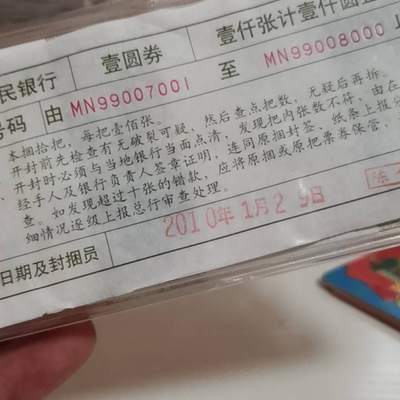 民银行 壹圆券 壹仟张计壹仟圆
号码 由 MN99007001 至 MN99008000
本捆拾把，每把壹佰张。
开封前先检查有无破裂可疑，然后查点把数，无疑后再拆
开封时必须与当地银行当面点清，发现把内张数不符，由在
经手人及银行负责人签章证明，连同原捆封签、纸条上报
查。如发现超过十张的错款，应将原捆或原把票券保管，
细情况逐级上报总行审查处理。
2010年1月29日
日期及封捆员